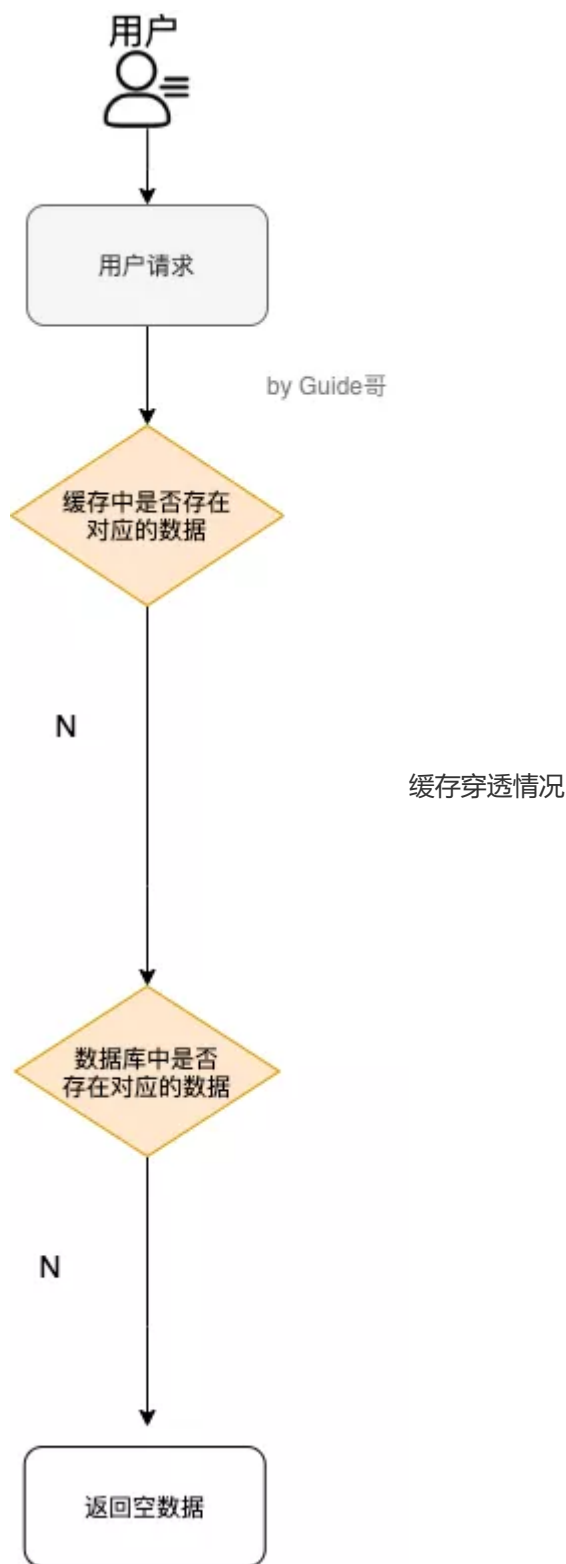 用户
用户请求
by Guide哥
缓存中是否存在
对应的数据
N
缓存穿透情况
数据库中是否
存在对应的数据
N
返回空数据